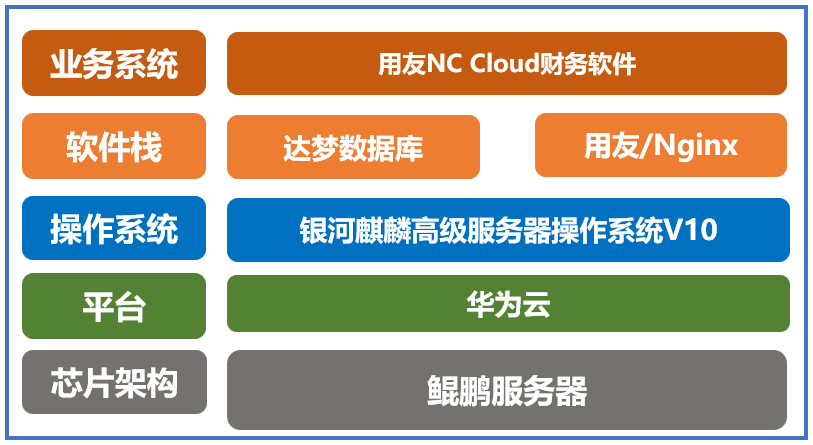 业务系统
用友NC Cloud财务软件
软件栈
达梦数据库
用友/Nginx
操作系统
银河麒麟高级服务器操作系统V10
平台
华为云
芯片架构
鲲鹏服务器